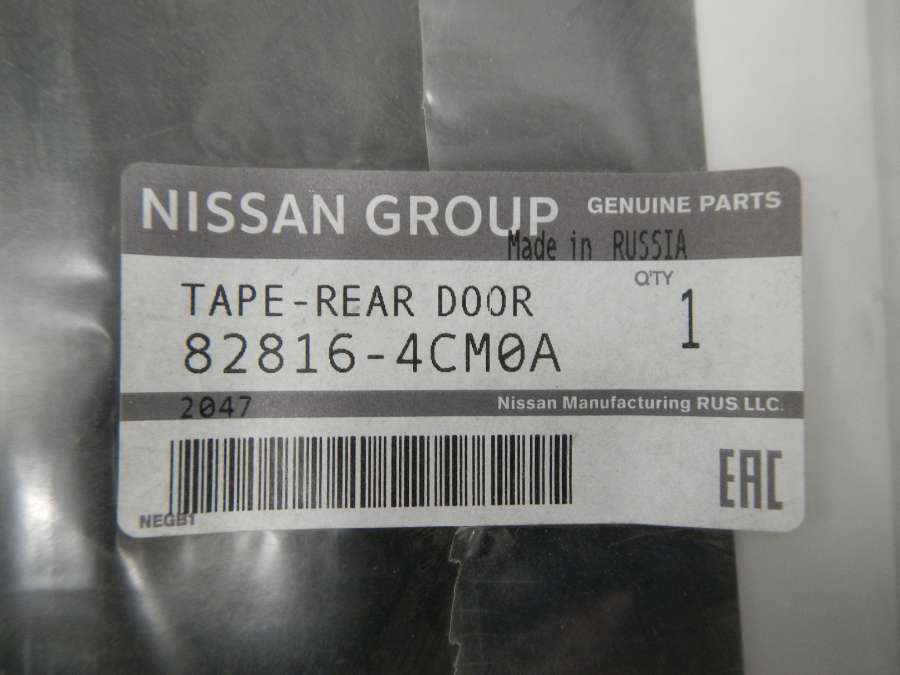 NISSAN GROUP GENUINE PARTS
Made in RUSSIA
TAPE-REAR DOOR Q'TY 1
82816-4CM0A
2047 Nissan Manufacturing RUS LLC.
EAC
NEGB1